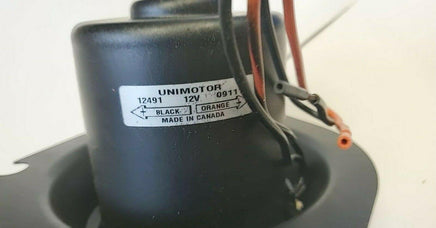 UNIMOTOR
12491 12V 0911
BLACK ORANGE
MADE IN CANADA